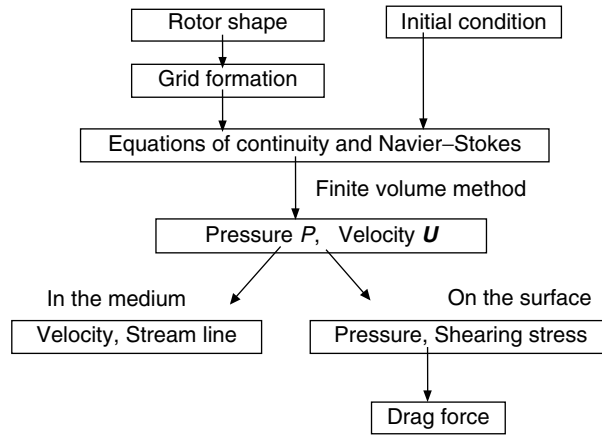 Rotor shape
Initial condition
Grid formation
Equations of continuity and Navier–Stokes
Finite volume method
Pressure P, Velocity U
In the medium
On the surface
Velocity, Stream line
Pressure, Shearing stress
Drag force